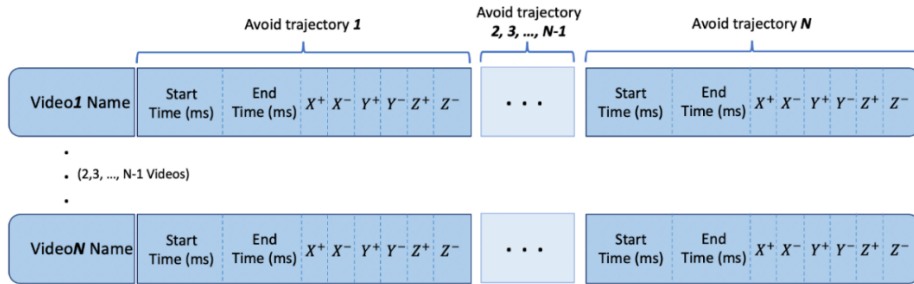 Avoid trajectory 1
Avoid trajectory
2, 3, ..., N-1
Avoid trajectory N
Video1 Name
Start
Time (ms)
End
Time (ms)
X⁺ X⁻ Y⁺ Y⁻ Z⁺ Z⁻
...
Start
Time (ms)
End
Time (ms)
X⁺ X⁻ Y⁺ Y⁻ Z⁺ Z⁻
(2,3, ..., N-1 Videos)
VideoN Name
Start
Time (ms)
End
Time (ms)
X⁺ X⁻ Y⁺ Y⁻ Z⁺ Z⁻
...
Start
Time (ms)
End
Time (ms)
X⁺ X⁻ Y⁺ Y⁻ Z⁺ Z⁻